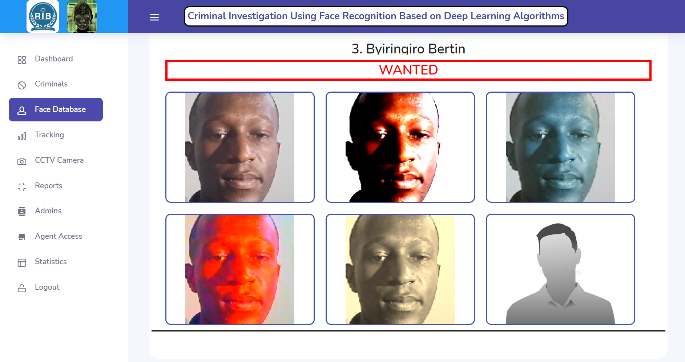 RIB
Criminal Investigation Using Face Recognition Based on Deep Learning Algorithms
Dashboard
Criminals
Face Database
Tracking
CCTV Camera
Reports
Admins
Agent Access
Statistics
Logout
3. Byiringiro Bertin
WANTED